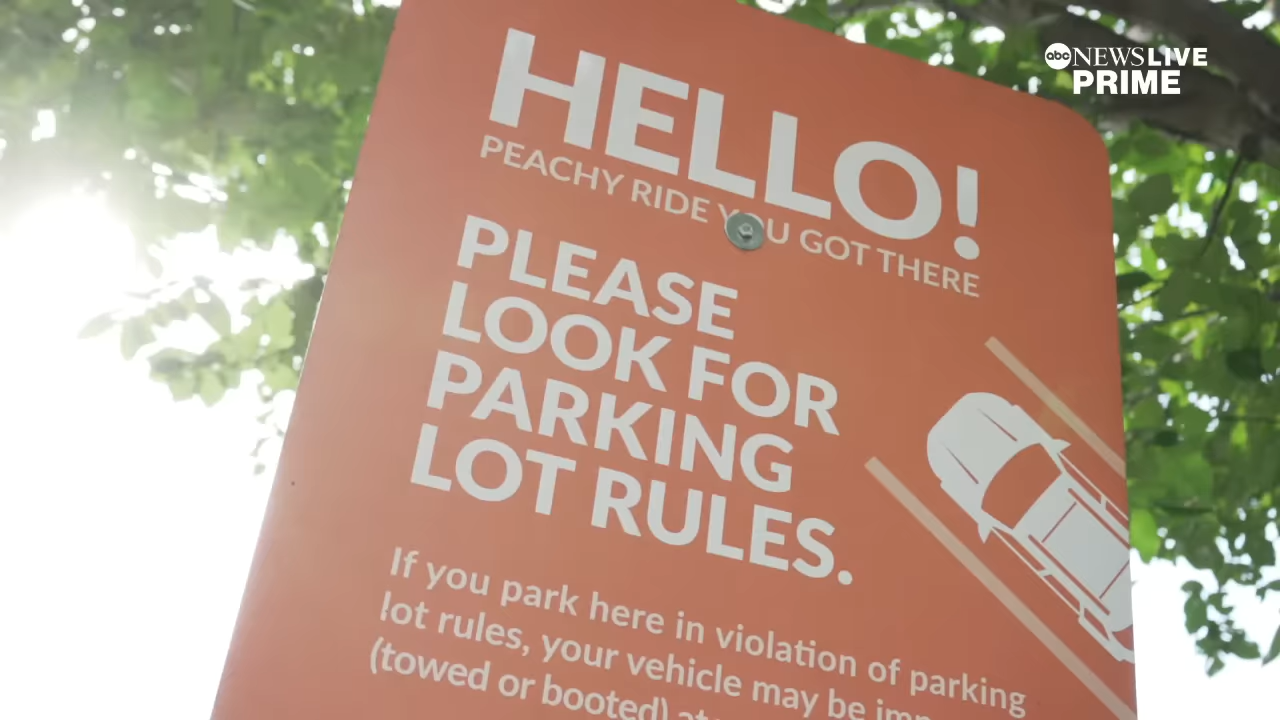 abc NEWS LIVE
PRIME
HELLO!
PEACHY RIDE YOU GOT THERE
PLEASE
LOOK FOR
PARKING
LOT RULES.
If you park here in violation of parking
lot rules, your vehicle may be
(towed or booted)